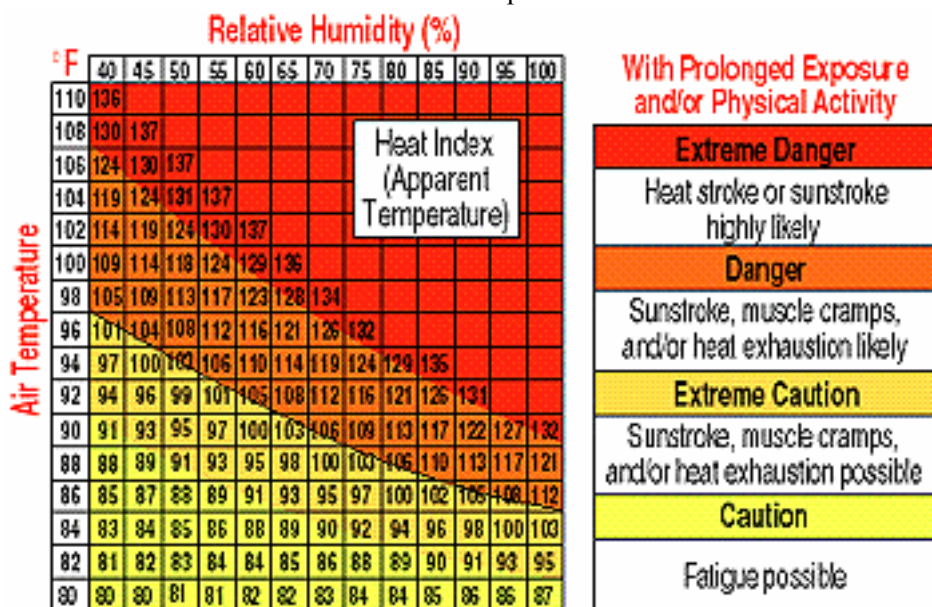 Relative Humidity (%)
°F 40 45 50 55 60 65 70 75 80 85 90 95 100
110 136
108 130 137
106 124 130 137
104 119 124 131 137
102 114 119 124 130 137
100 109 114 118 124 129 136
98 105 109 113 117 123 128 134
96 101 104 108 112 116 121 126 132
94 97 100 103 106 110 114 119 124 129 135
92 94 96 99 101 105 108 112 116 121 126 131
90 91 93 95 97 100 103 106 109 113 117 122 127 132
88 88 89 91 93 95 98 100 103 106 110 113 117 121
86 85 87 88 89 91 93 95 97 100 102 105 108 112
84 83 84 85 86 88 89 90 92 94 96 98 100 103
82 81 82 83 84 84 85 86 88 89 90 91 93 95
80 80 80 81 81 82 82 83 84 84 85 86 86 87
Air Temperature
Heat Index
(Apparent
Temperature)
With Prolonged Exposure
and/or Physical Activity
Extreme Danger
Heat stroke or sunstroke
highly likely
Danger
Sunstroke, muscle cramps,
and/or heat exhaustion likely
Extreme Caution
Sunstroke, muscle cramps,
and/or heat exhaustion possible
Caution
Fatigue possible